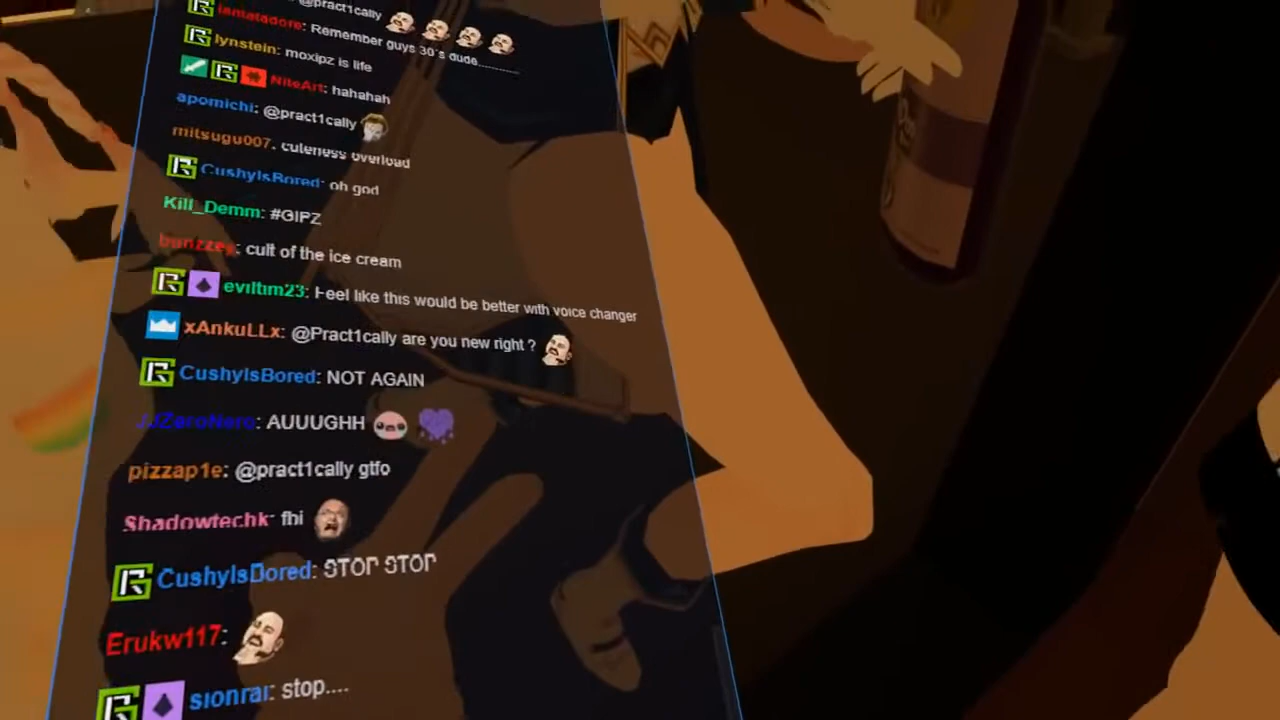 @pract1cally
iamatadore: Remember guys 30's dude............
lynstein: moxipz is life
NiteArt: hahahah
apomichi: @pract1cally
mitsugu007: cuteness overload
CushyIsBored: oh god
Kill_Demm: #GIPZ
bunzzey: cult of the ice cream
eviltim23: Feel like this would be better with voice changer
xAnkuLLx: @Pract1cally are you new right ?
CushyIsBored: NOT AGAIN
JJZeroNero: AUUUGHH
pizzap1e: @pract1cally gtfo
Shadowtechk: fhi
CushyIsBored: STOP STOP
Erukw117:
sionrai: stop....